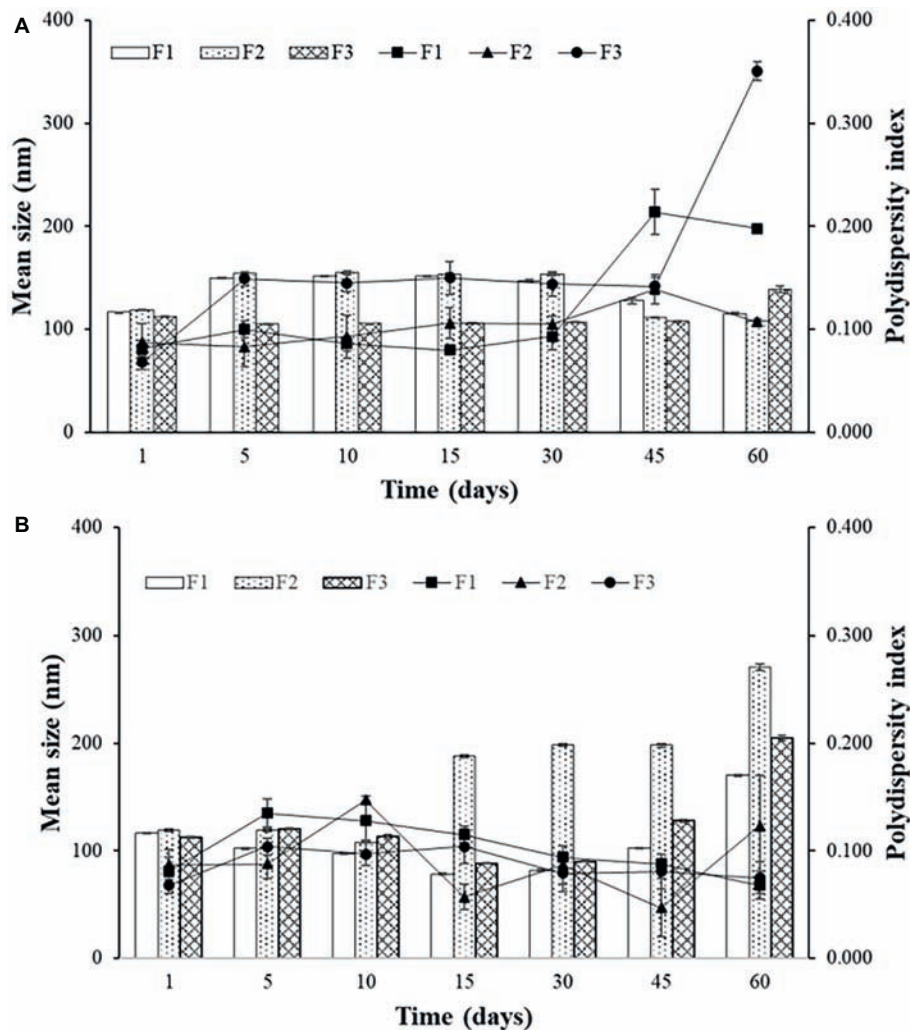 A
Mean size (nm)
Polydispersity index
400
300
200
100
0
0.400
0.300
0.200
0.100
0.000
F1 F2 F3 F1 F2 F3
1 5 10 15 30 45 60
Time (days)
B
Mean size (nm)
Polydispersity index
400
300
200
100
0
0.400
0.300
0.200
0.100
0.000
F1 F2 F3 F1 F2 F3
1 5 10 15 30 45 60
Time (days)